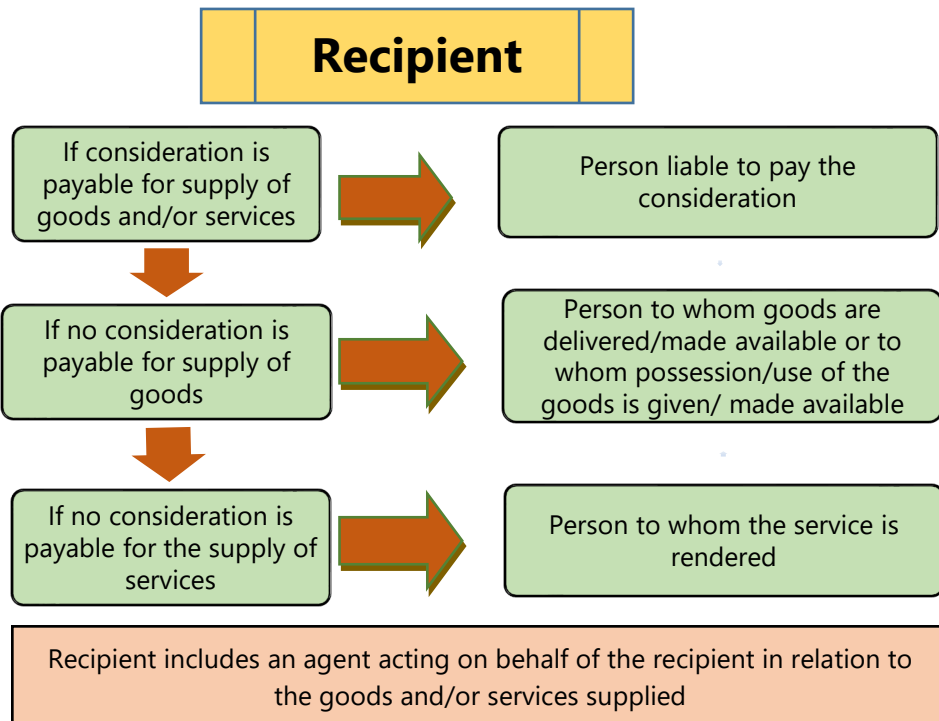 Recipient
If consideration is
payable for supply of
goods and/or services
Person liable to pay the
consideration
If no consideration is
payable for supply of
goods
Person to whom goods are
delivered/made available or to
whom possession/use of the
goods is given/ made available
If no consideration is
payable for the supply of
services
Person to whom the service is
rendered
Recipient includes an agent acting on behalf of the recipient in relation to
the goods and/or services supplied